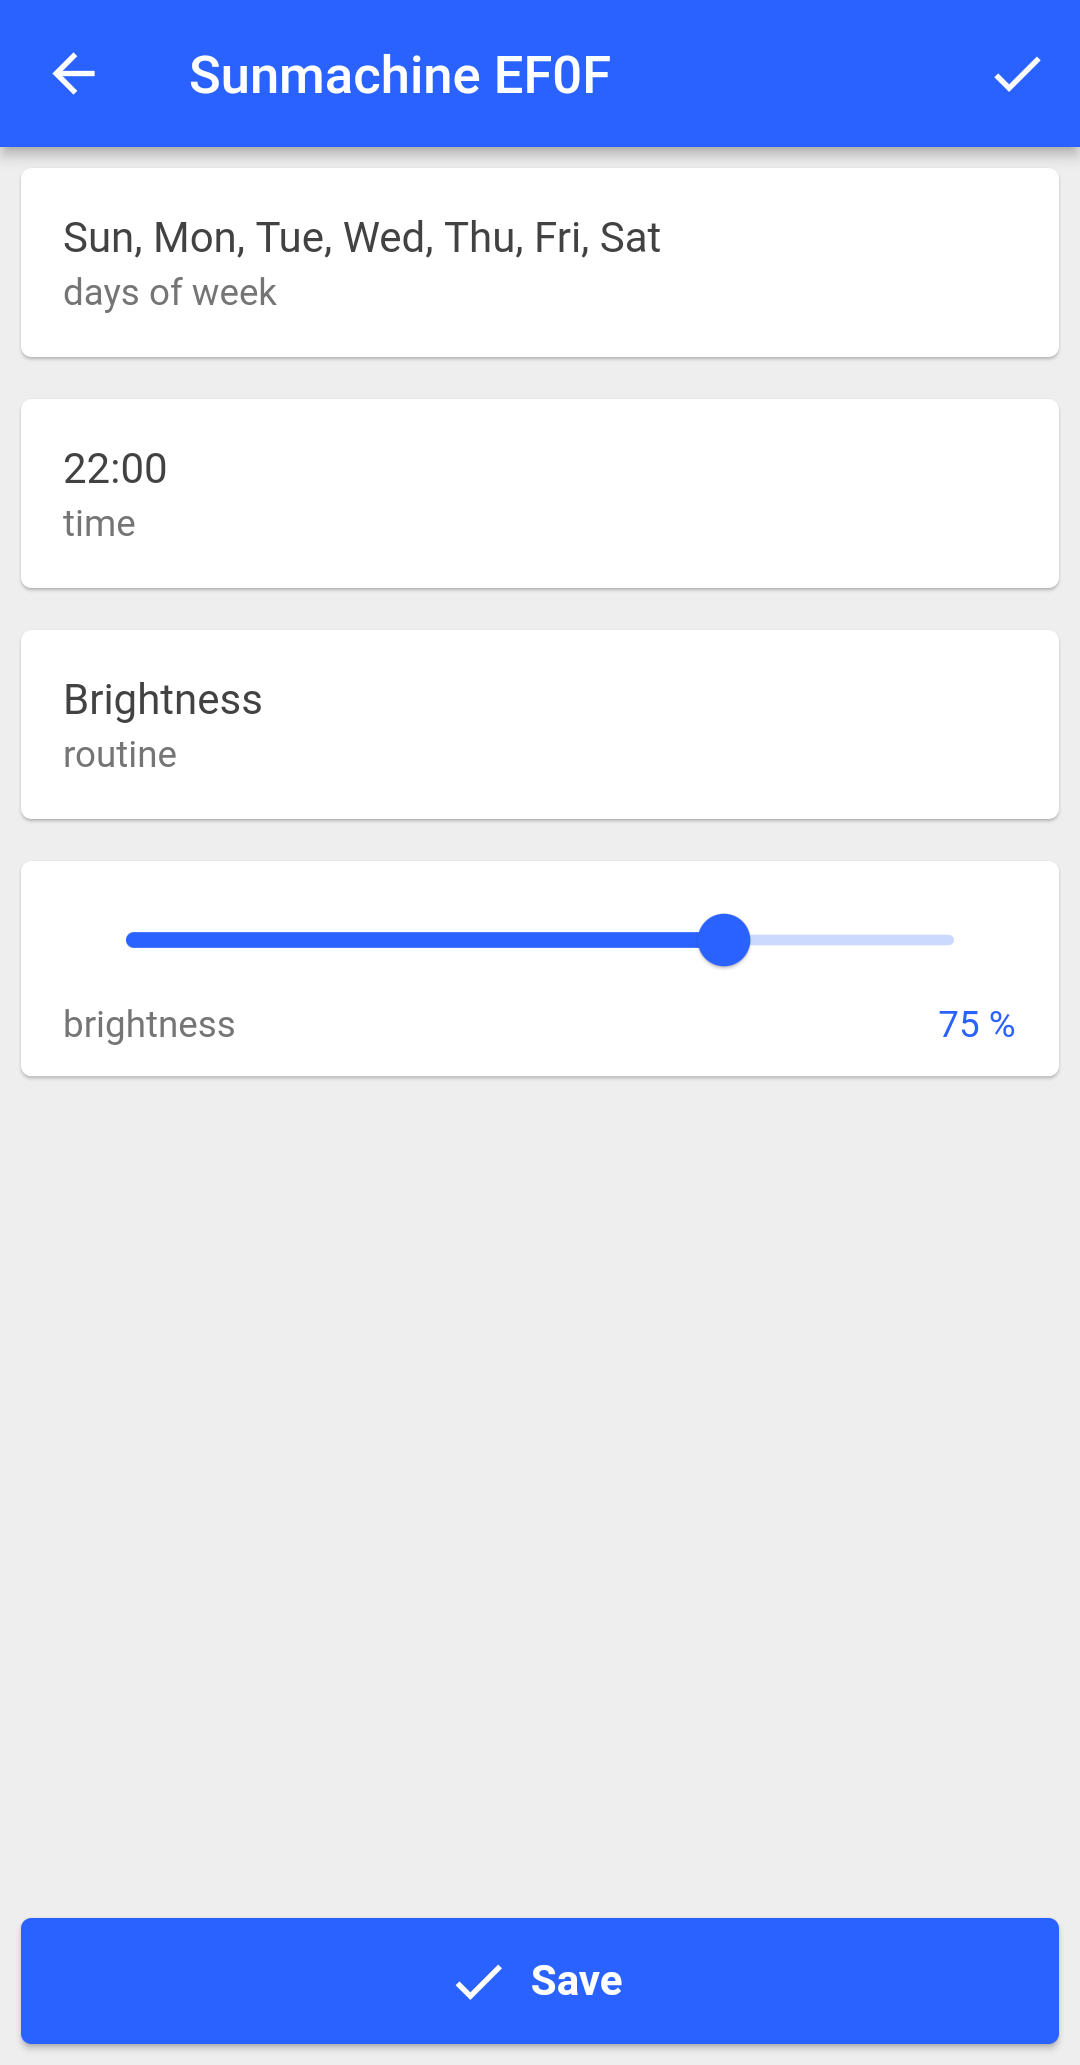 Sunmachine EF0F
Sun, Mon, Tue, Wed, Thu, Fri, Sat
days of week
22:00
time
Brightness
routine
brightness 75 %
Save